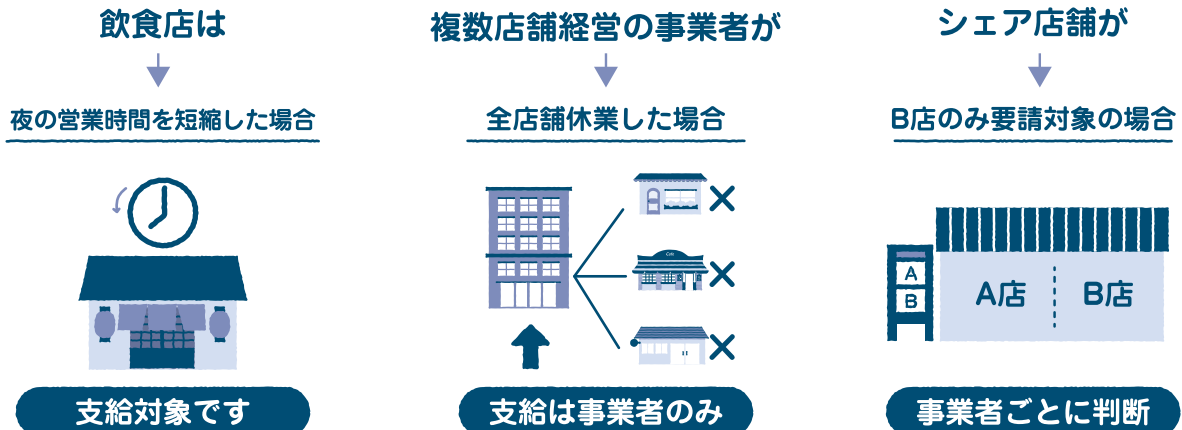 飲食店は
夜の営業時間を短縮した場合
支給対象です
複数店舗経営の事業者が
全店舗休業した場合
Cafe
支給は事業者のみ
シェア店舗が
B店のみ要請対象の場合
A
B
A店
B店
事業者ごとに判断